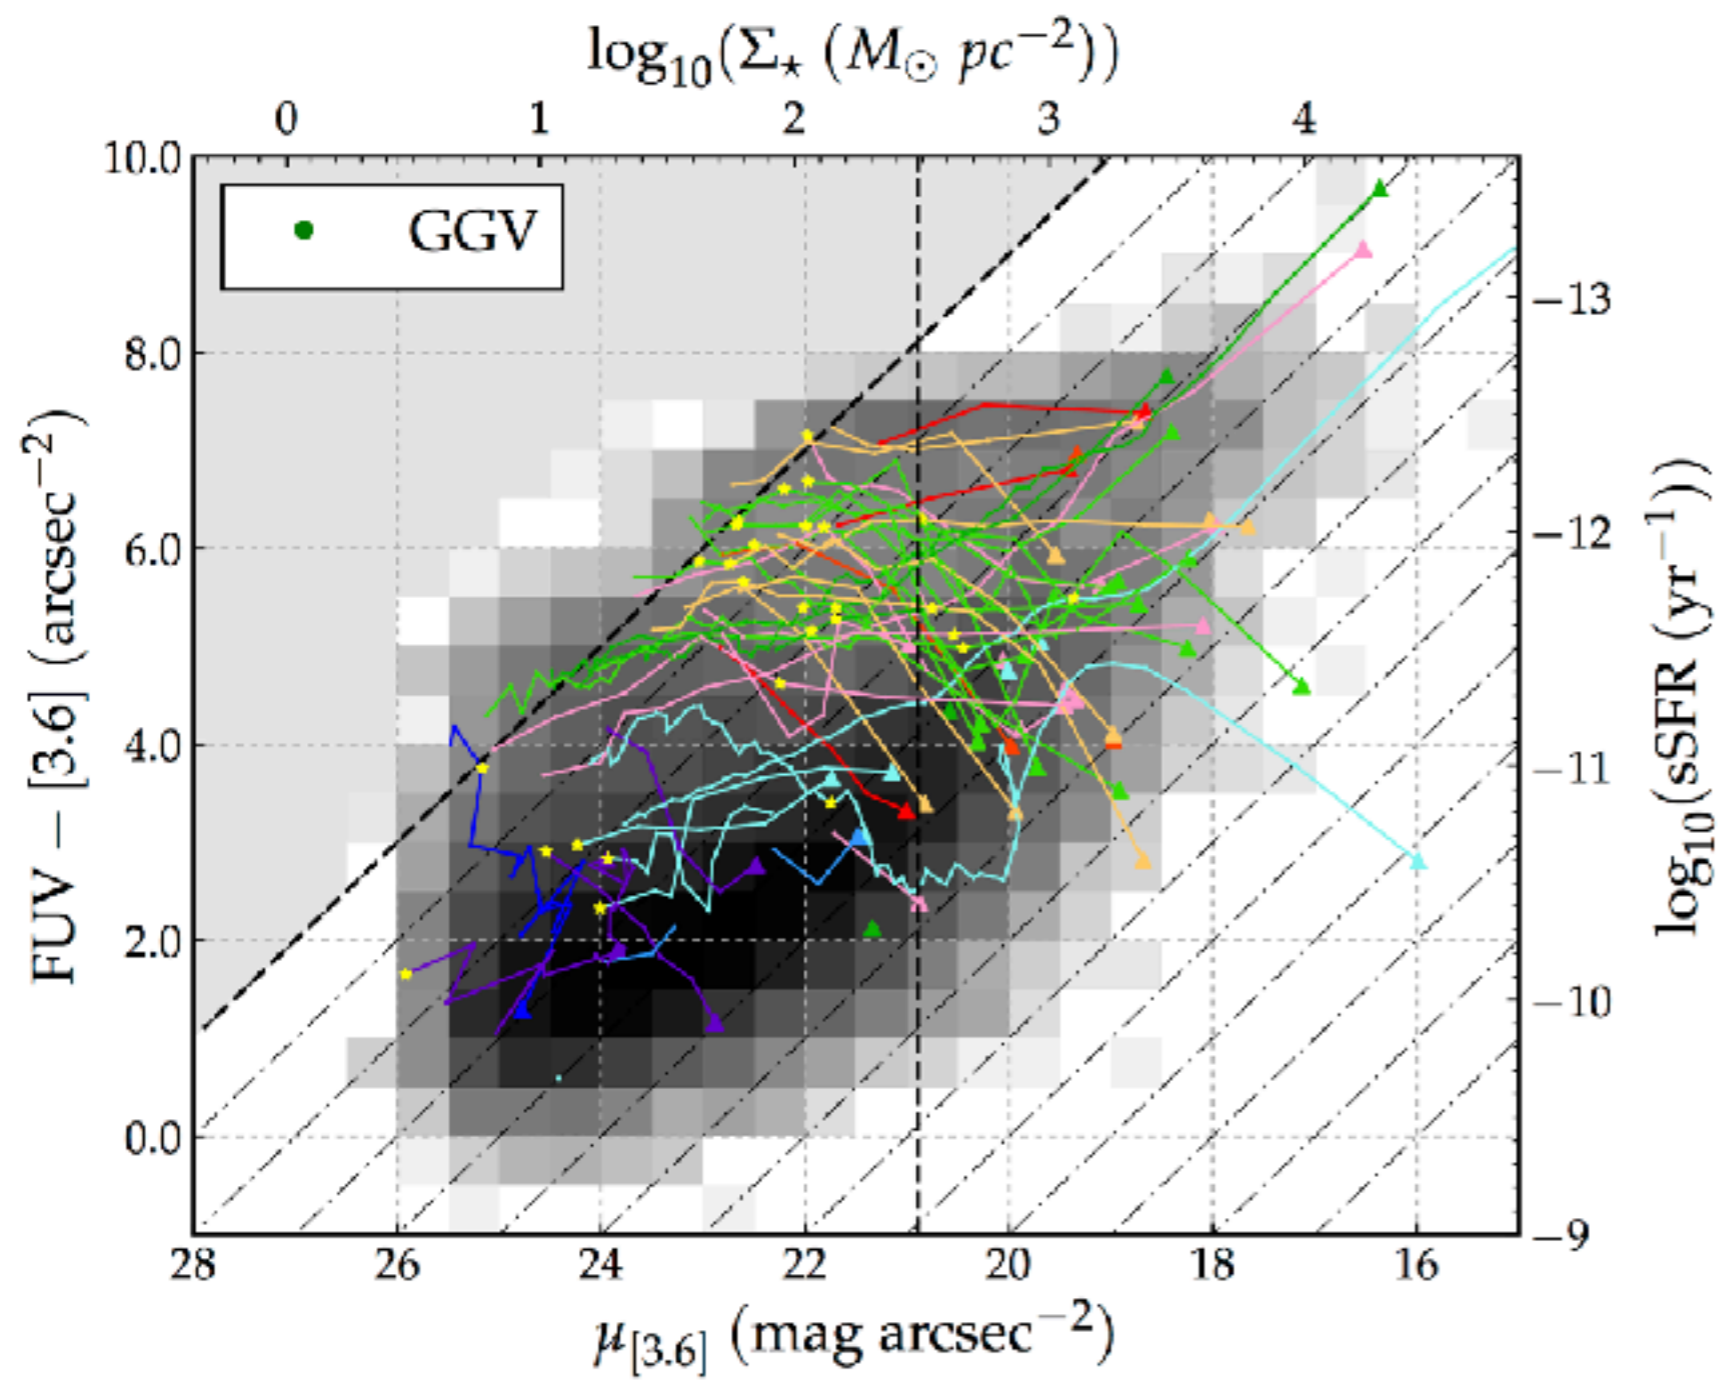 log₁₀(Σ⋆ (M⊙ pc⁻²))
0 1 2 3 4
10.0
8.0
6.0
4.0
2.0
0.0
GGV
FUV − [3.6] (arcsec⁻²)
−13
−12
−11
−10
−9
log₁₀(sSFR (yr⁻¹))
28 26 24 22 20 18 16
μ[3.6] (mag arcsec⁻²)